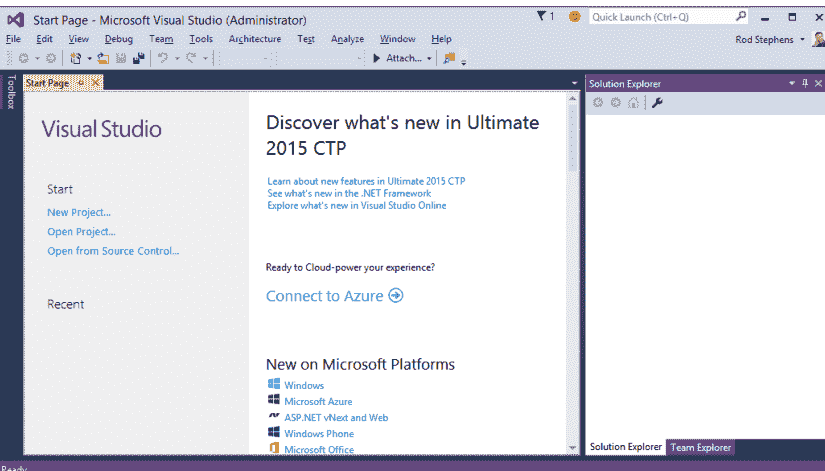 Start Page - Microsoft Visual Studio (Administrator)
1
Quick Launch (Ctrl+Q)
File Edit View Debug Team Tools Architecture Test Analyze Window Help
Rod Stephens
Attach...
Toolbox
Start Page
Solution Explorer
Visual Studio
Start
New Project...
Open Project...
Open from Source Control...
Recent
Discover what's new in Ultimate
2015 CTP
Learn about new features in Ultimate 2015 CTP
See what's new in the .NET Framework
Explore what's new in Visual Studio Online
Ready to Cloud-power your experience?
Connect to Azure
New on Microsoft Platforms
Windows
Microsoft Azure
ASP.NET vNext and Web
Windows Phone
Microsoft Office
Solution Explorer Team Explorer
Ready